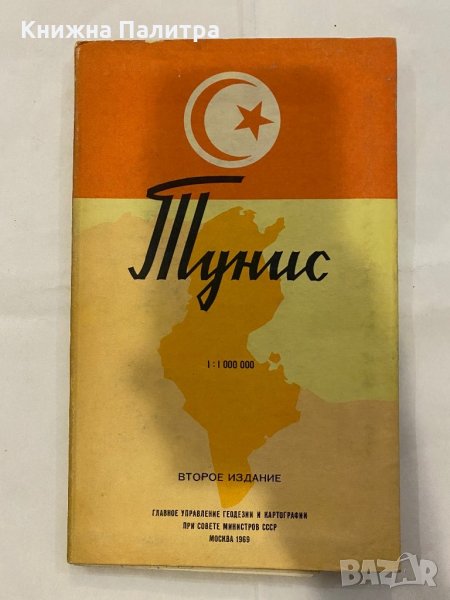 Книжна Палитра
Тунис
1:1 000 000
ВТОРОЕ ИЗДАНИЕ
ГЛАВНОЕ УПРАВЛЕНИЕ ГЕОДЕЗИИ И КАРТОГРАФИИ
ПРИ СОВЕТЕ МИНИСТРОВ СССР
МОСКВА 1969
BAZAR